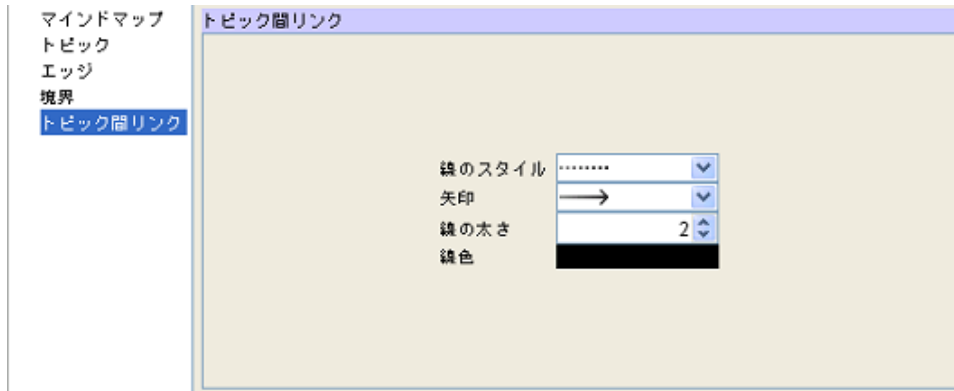 マインドマップ
トピック
エッジ
境界
トピック間リンク
トピック間リンク
線のスタイル
矢印
線の太さ 2
線色